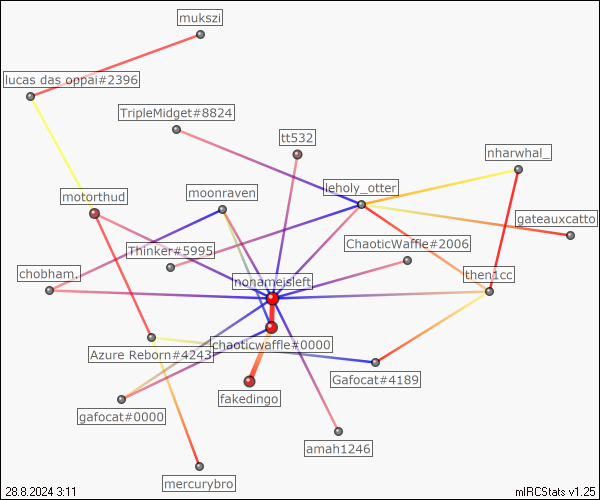 mukszi
lucas das oppai#2396
TripleMidget#8824
tt532
nharwhal_
leholy_otter
moonraven
motorthud
gateauxcatto
ChaoticWaffle#2006
Thinker#5995
chobham.
nonameisleft
then1cc
chaoticwaffle#0000
Azure Reborn#4243
Gafocat#4189
fakedingo
gafocat#0000
amah1246
mercurybro
28.8.2024 3:11
mIRCStats v1.25